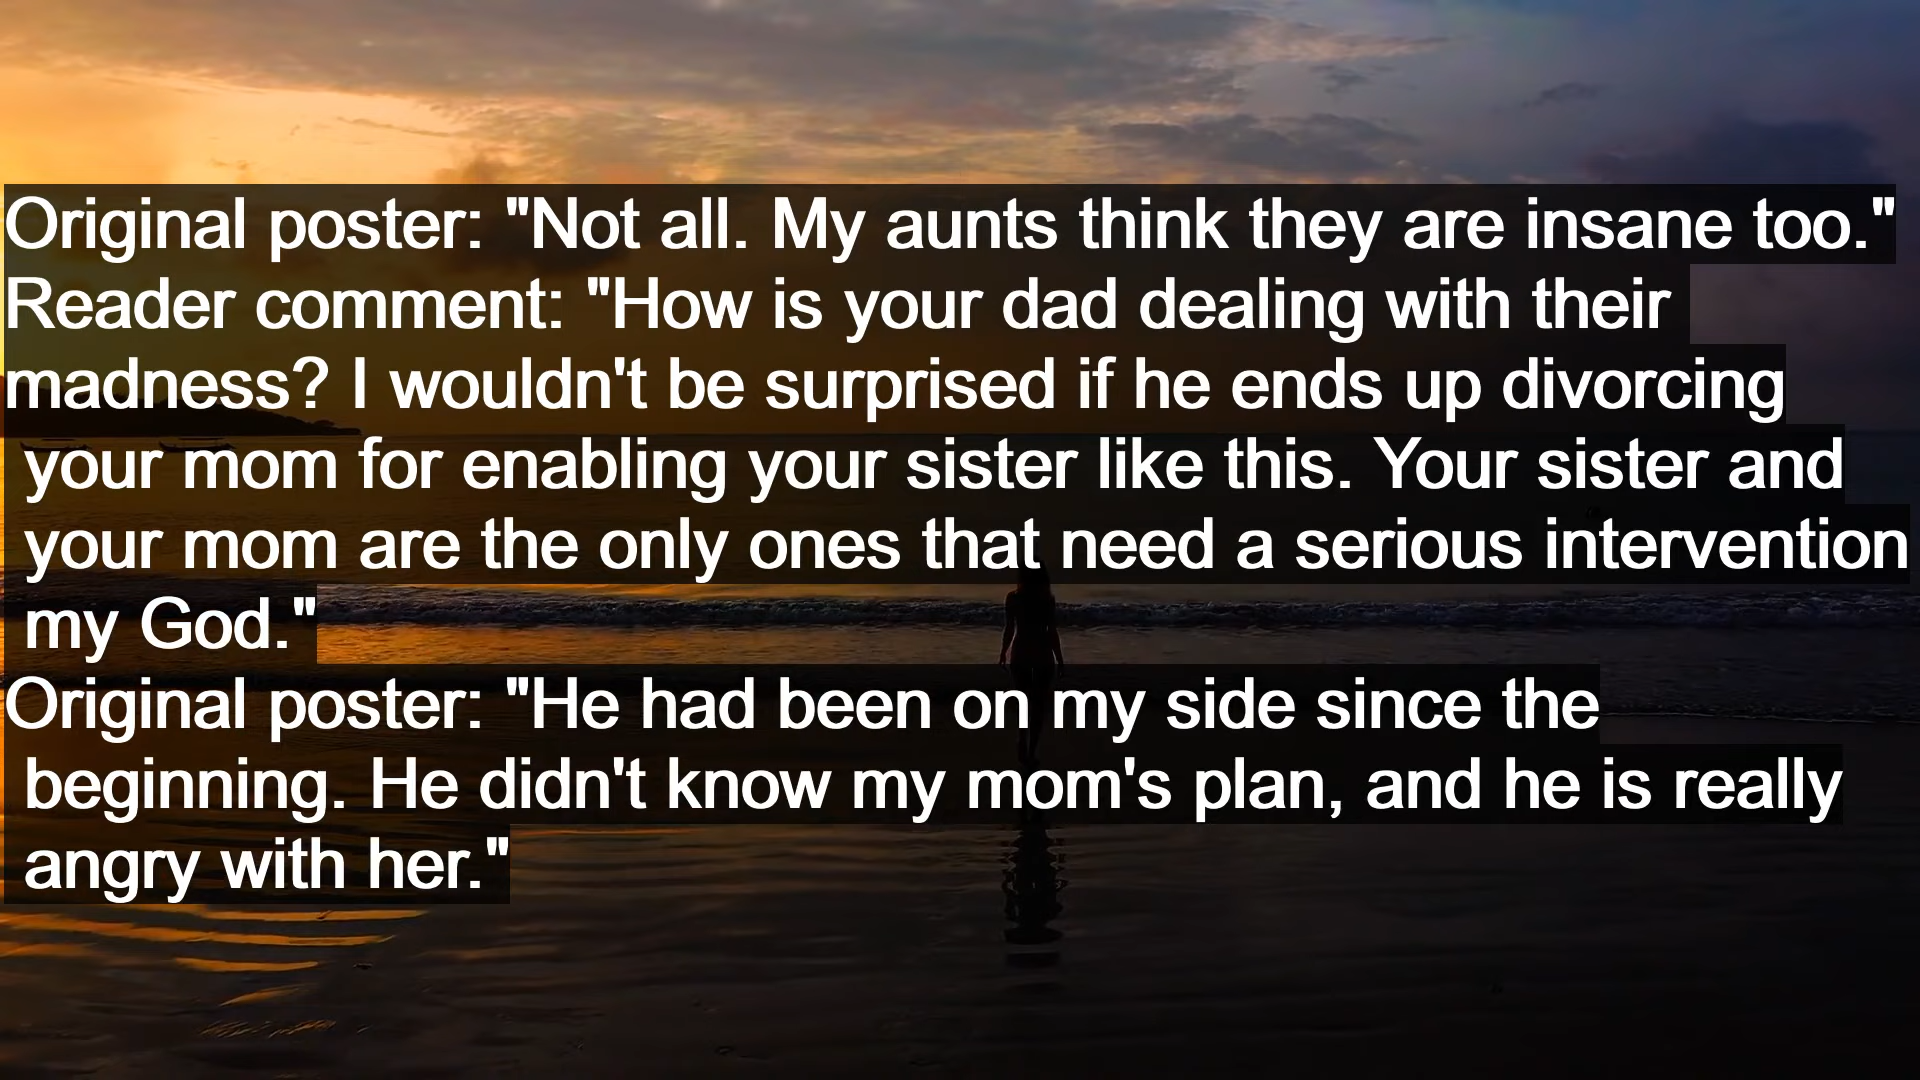 Original poster: "Not all. My aunts think they are insane too."
Reader comment: "How is your dad dealing with their
madness? I wouldn't be surprised if he ends up divorcing
your mom for enabling your sister like this. Your sister and
your mom are the only ones that need a serious intervention
my God."
Original poster: "He had been on my side since the
beginning. He didn't know my mom's plan, and he is really
angry with her."